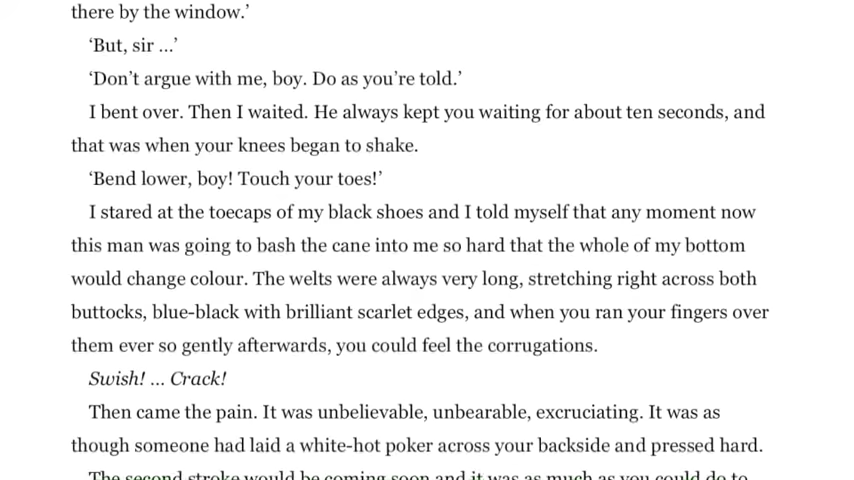 there by the window.’
‘But, sir ...’
‘Don’t argue with me, boy. Do as you’re told.’
I bent over. Then I waited. He always kept you waiting for about ten seconds, and
that was when your knees began to shake.
‘Bend lower, boy! Touch your toes!’
I stared at the toecaps of my black shoes and I told myself that any moment now
this man was going to bash the cane into me so hard that the whole of my bottom
would change colour. The welts were always very long, stretching right across both
buttocks, blue-black with brilliant scarlet edges, and when you ran your fingers over
them ever so gently afterwards, you could feel the corrugations.
Swish! ... Crack!
Then came the pain. It was unbelievable, unbearable, excruciating. It was as
though someone had laid a white-hot poker across your backside and pressed hard.
The second stroke would be coming soon and it was as much as you could do to